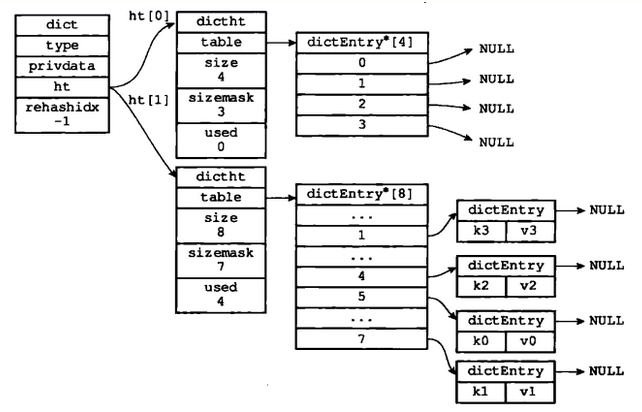 dict
type
privdata
ht
rehashidx
-1
ht[0]
ht[1]
dictht
table
size
4
sizemask
3
used
0
dictEntry*[4]
0
1
2
3
NULL
NULL
NULL
NULL
dictht
table
size
8
sizemask
7
used
4
dictEntry*[8]
...
1
...
4
5
...
7
dictEntry
k3 v3
NULL
dictEntry
k2 v2
NULL
dictEntry
k0 v0
NULL
dictEntry
k1 v1
NULL